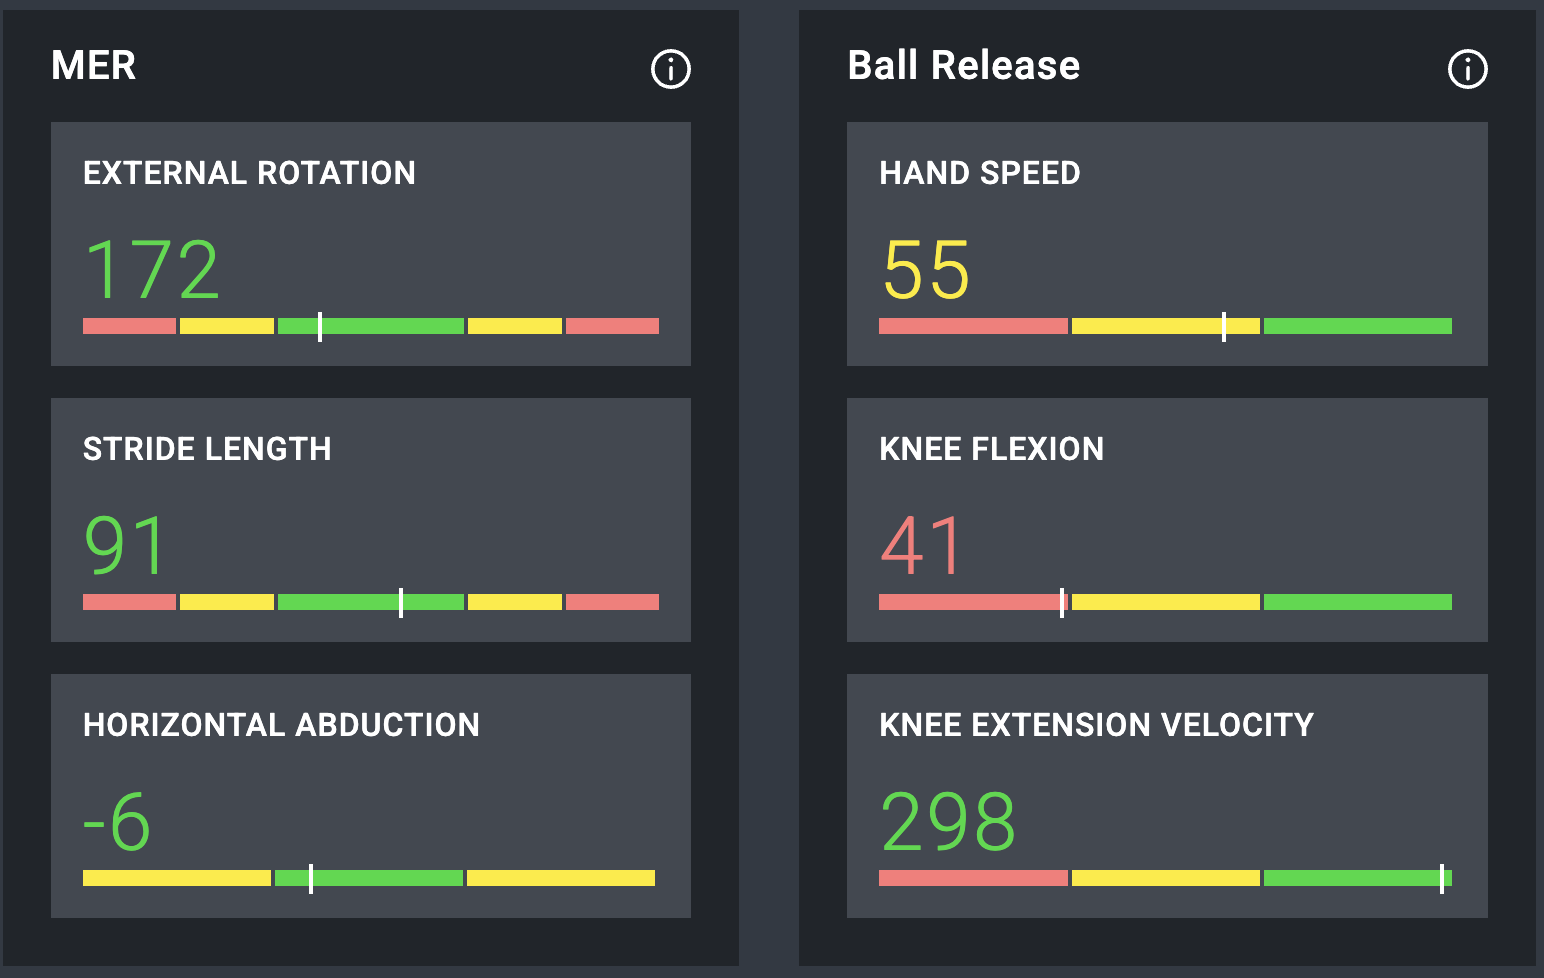 MER
EXTERNAL ROTATION
172
STRIDE LENGTH
91
HORIZONTAL ABDUCTION
-6
Ball Release
HAND SPEED
55
KNEE FLEXION
41
KNEE EXTENSION VELOCITY
298